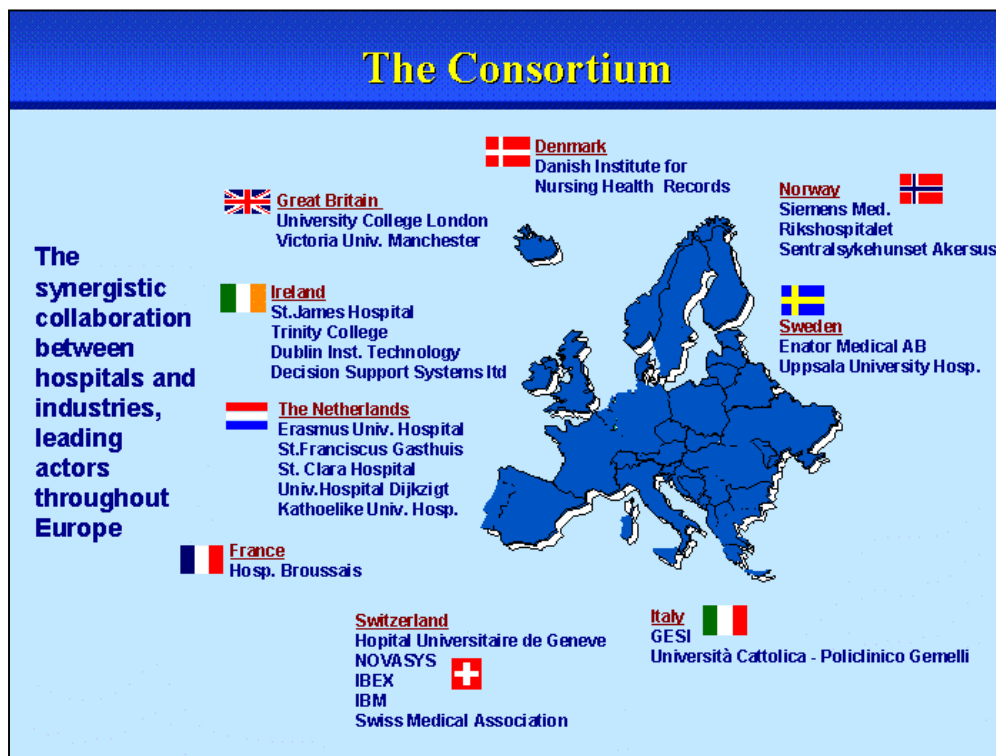 The Consortium
The
synergistic
collaboration
between
hospitals and
industries,
leading
actors
throughout
Europe
Denmark
Danish Institute for
Nursing Health Records
Great Britain
University College London
Victoria Univ. Manchester
Norway
Siemens Med.
Rikshospitalet
Sentralsykehunset Akersus
Ireland
St.James Hospital
Trinity College
Dublin Inst. Technology
Decision Support Systems ltd
Sweden
Enator Medical AB
Uppsala University Hosp.
The Netherlands
Erasmus Univ. Hospital
St.Franciscus Gasthuis
St. Clara Hospital
Univ.Hospital Dijkzigt
Kathoelike Univ. Hosp.
France
Hosp. Broussais
Switzerland
Hopital Universitaire de Geneve
NOVASYS
IBEX
IBM
Swiss Medical Association
Italy
GESI
Università Cattolica - Policlinico Gemelli